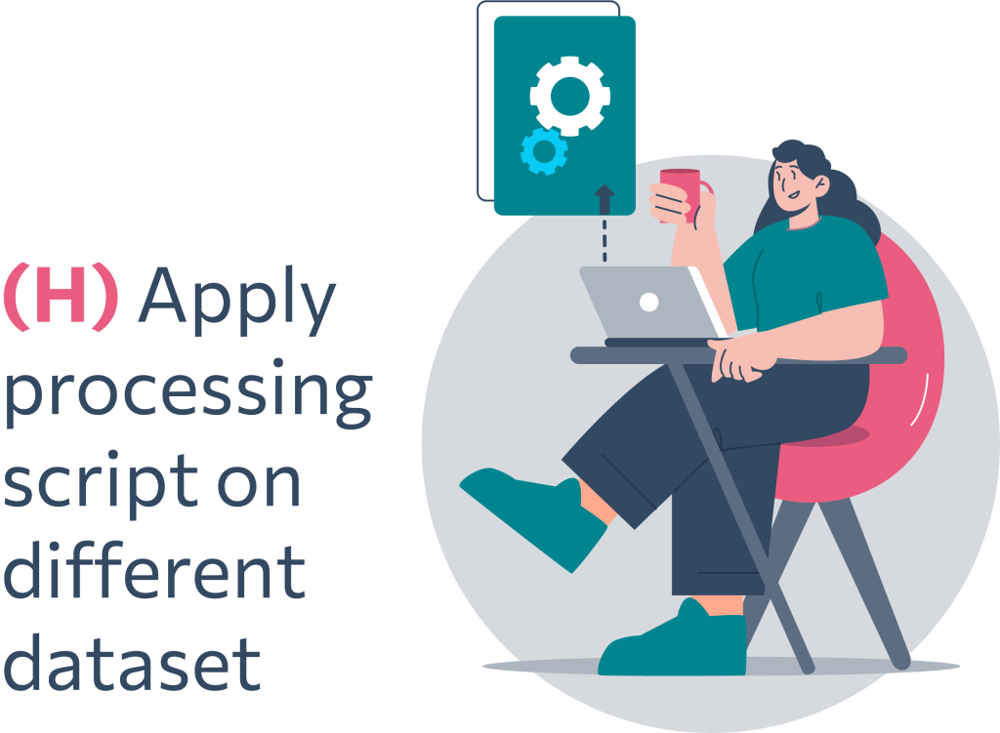 (H) Apply
processing
script on
different
dataset